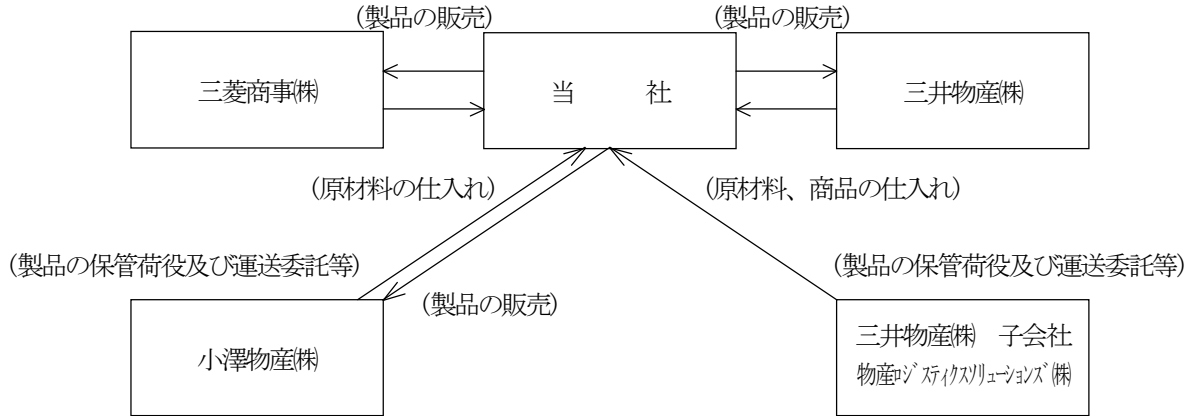 (製品の販売) (製品の販売)
三菱商事㈱ 当 社 三井物産㈱
(原材料の仕入れ) (原材料、商品の仕入れ)
(製品の保管荷役及び運送委託等) (製品の保管荷役及び運送委託等)
(製品の販売)
小澤物産㈱
三井物産㈱ 子会社
物産ﾛｼﾞｽﾃｨｸｽｿﾘｭｰｼｮﾝｽﾞ㈱